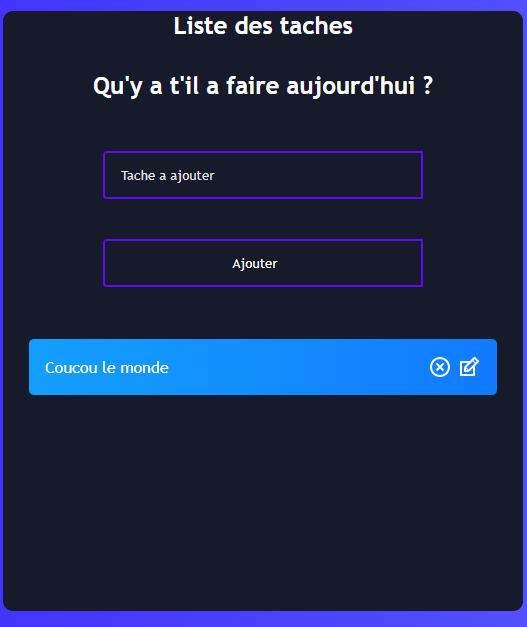 Liste des taches
Qu'y a t'il a faire aujourd'hui ?
Tache a ajouter
Ajouter
Coucou le monde